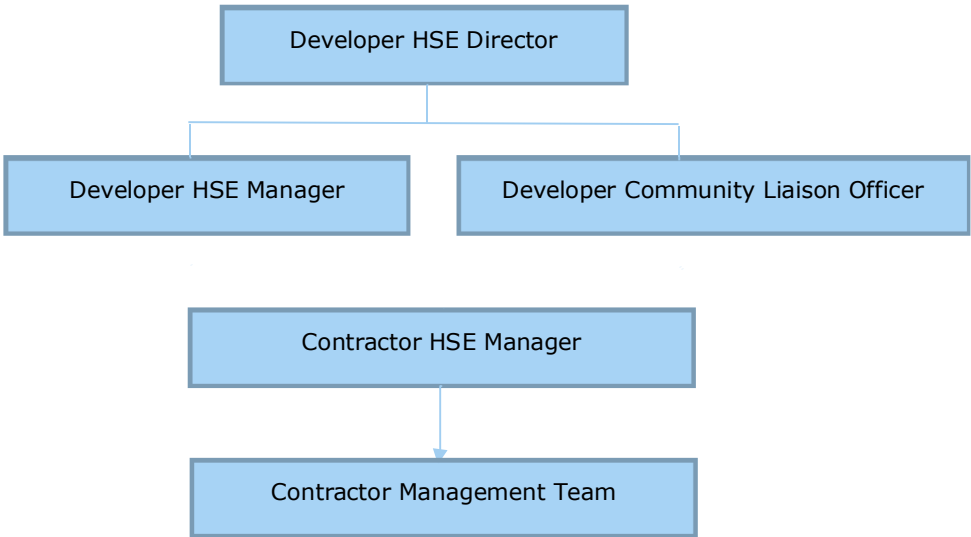 Developer HSE Director
Developer HSE Manager
Developer Community Liaison Officer
Contractor HSE Manager
Contractor Management Team